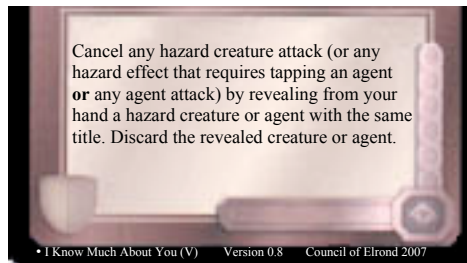 Cancel any hazard creature attack (or any
hazard effect that requires tapping an agent
or any agent attack) by revealing from your
hand a hazard creature or agent with the same
title. Discard the revealed creature or agent.
• I Know Much About You (V) Version 0.8 Council of Elrond 2007